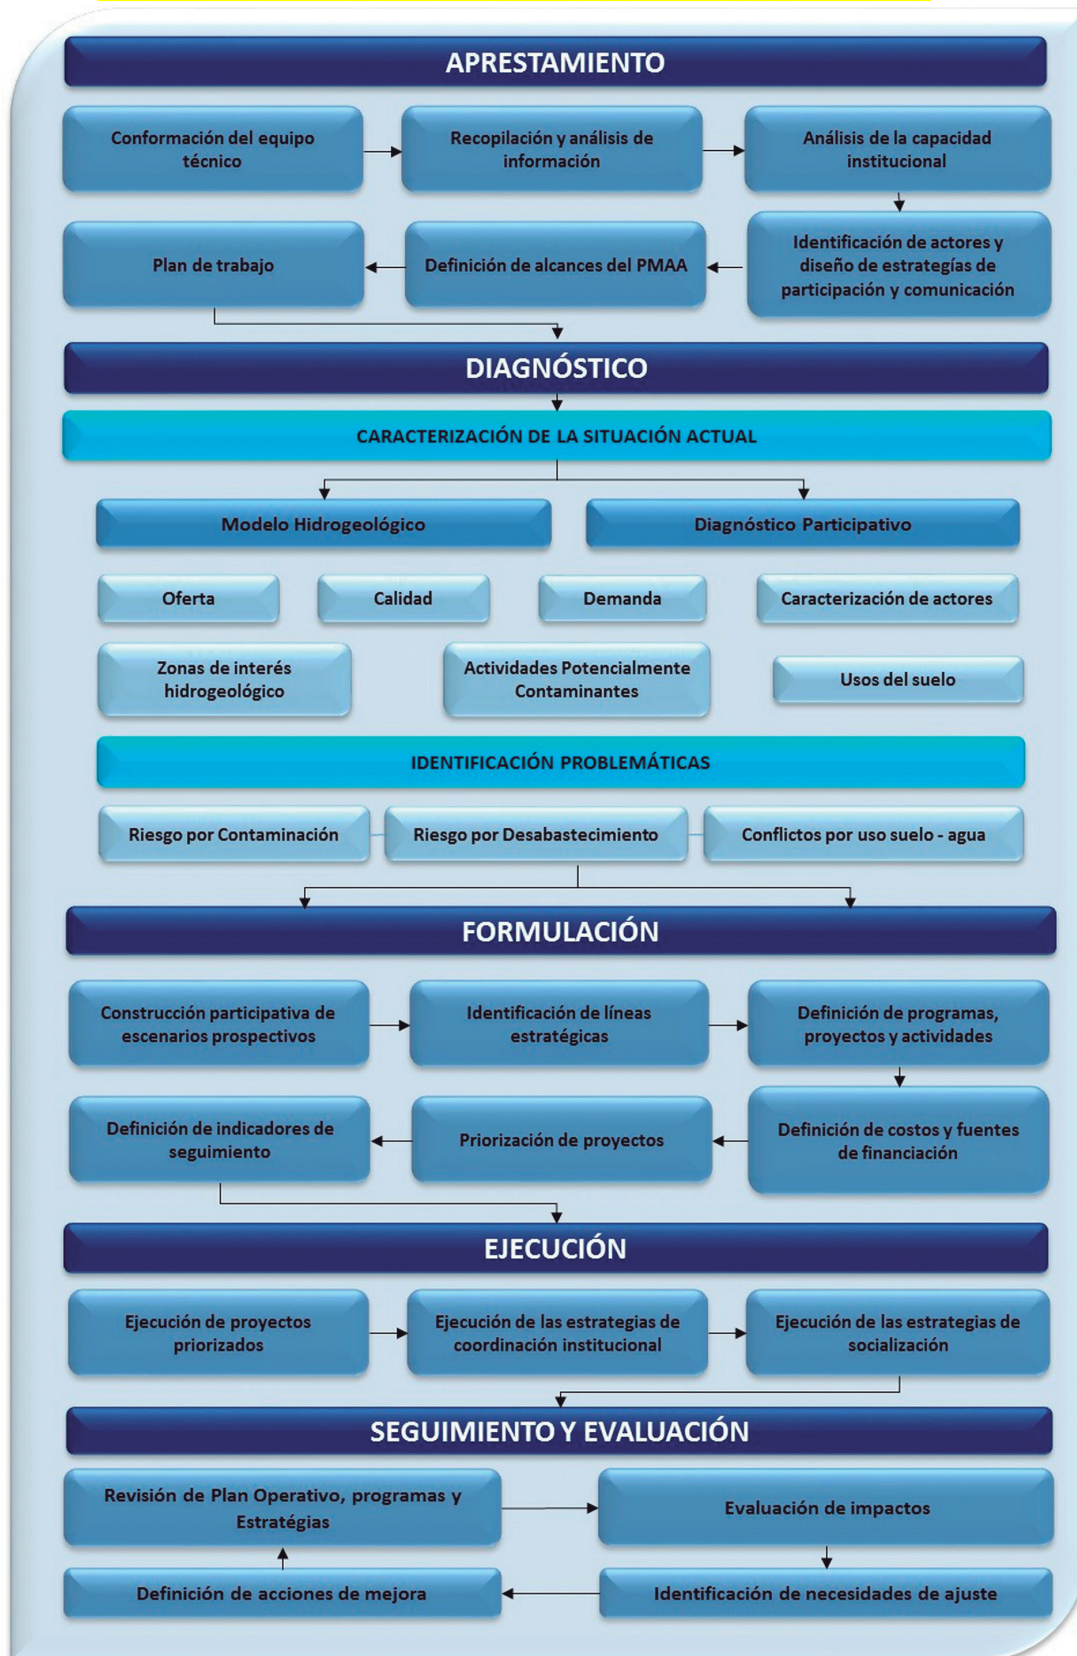 APRESTAMIENTO
Conformación del equipo
técnico
Recopilación y análisis de
información
Análisis de la capacidad
institucional
Plan de trabajo
Definición de alcances del PMAA
Identificación de actores y
diseño de estrategías de
participación y comunicación
DIAGNÓSTICO
CARACTERIZACIÓN DE LA SITUACIÓN ACTUAL
Modelo Hidrogeológico
Diagnóstico Participativo
Oferta
Calidad
Demanda
Caracterización de actores
Zonas de interés
hidrogeológico
Actividades Potencialmente
Contaminantes
Usos del suelo
IDENTIFICACIÓN PROBLEMÁTICAS
Riesgo por Contaminación
Riesgo por Desabastecimiento
Conflictos por uso suelo - agua
FORMULACIÓN
Construcción participativa de
escenarios prospectivos
Identificación de líneas
estratégicas
Definición de programas,
proyectos y actividades
Definición de indicadores de
seguimiento
Priorización de proyectos
Definición de costos y fuentes
de financiación
EJECUCIÓN
Ejecución de proyectos
priorizados
Ejecución de las estrategias de
coordinación institucional
Ejecución de las estrategias de
socialización
SEGUIMIENTO Y EVALUACIÓN
Revisión de Plan Operativo, programas y
Estratégias
Evaluación de impactos
Definición de acciones de mejora
Identificación de necesidades de ajuste